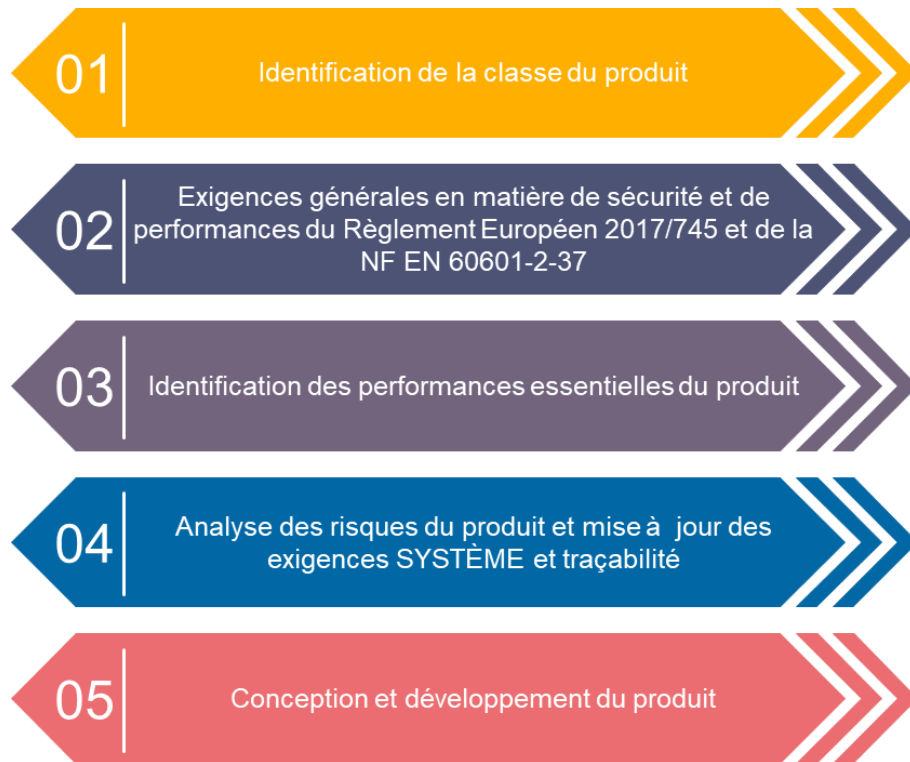 01
Identification de la classe du produit
02
Exigences générales en matière de sécurité et de
performances du Règlement Européen 2017/745 et de la
NF EN 60601-2-37
03
Identification des performances essentielles du produit
04
Analyse des risques du produit et mise à jour des
exigences SYSTÈME et traçabilité
05
Conception et développement du produit